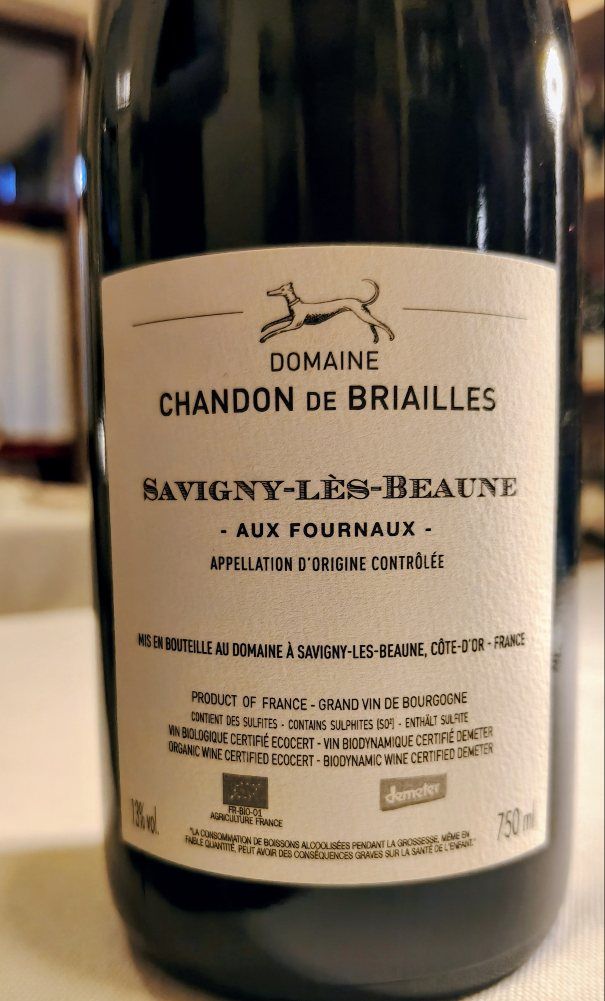 DOMAINE
CHANDON DE BRIAILLES
SAVIGNY-LÈS-BEAUNE
- AUX FOURNAUX -
APPELLATION D'ORIGINE CONTRÔLÉE
MIS EN BOUTEILLE AU DOMAINE À SAVIGNY-LES-BEAUNE, CÔTE-D'OR - FRANCE
PRODUCT OF FRANCE - GRAND VIN DE BOURGOGNE
CONTIENT DES SULFITES - CONTAINS SULPHITES (SO²) - ENTHÄLT SULFITE
VIN BIOLOGIQUE CERTIFIÉ ECOCERT - VIN BIODYNAMIQUE CERTIFIÉ DEMETER
ORGANIC WINE CERTIFIED ECOCERT - BIODYNAMIC WINE CERTIFIED DEMETER
demeter
FR-BIO-01
AGRICULTURE FRANCE
13% vol.
750 ml
"LA CONSOMMATION DE BOISSONS ALCOOLISÉES PENDANT LA GROSSESSE, MÊME EN
FAIBLE QUANTITÉ, PEUT AVOIR DES CONSÉQUENCES GRAVES SUR LA SANTÉ DE L'ENFANT."